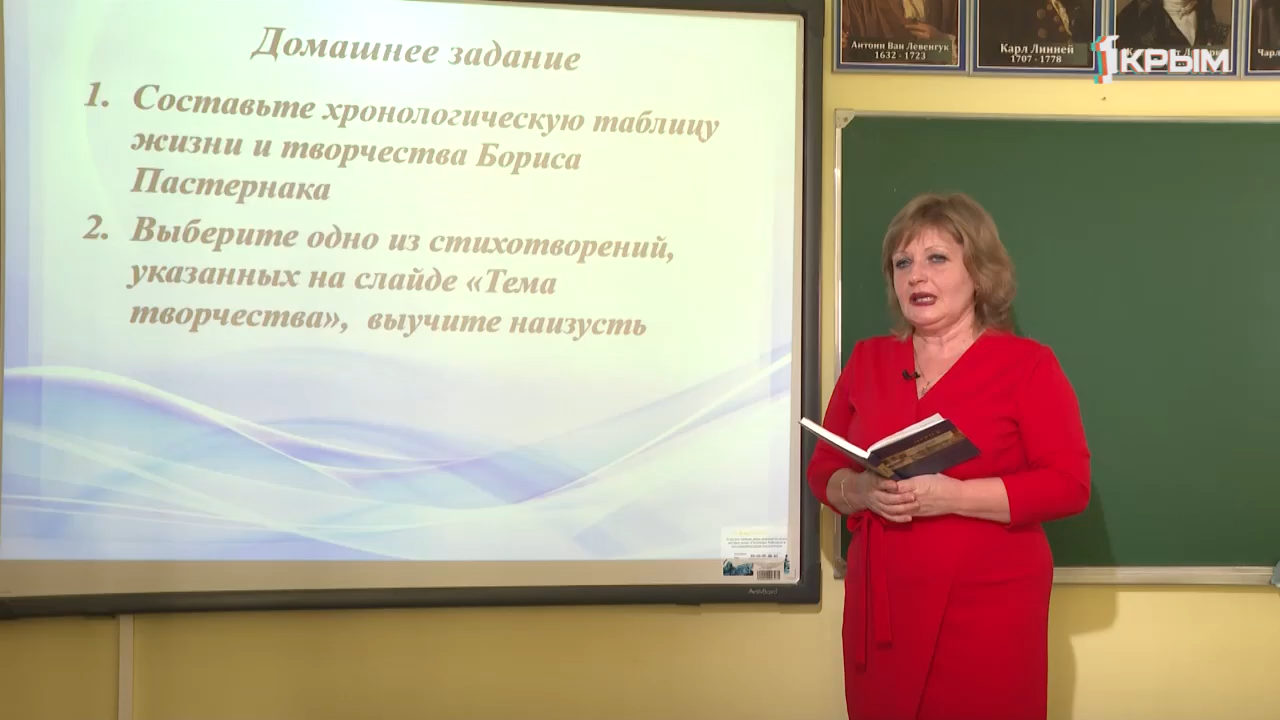 Домашнее задание
1. Составьте хронологическую таблицу
жизни и творчества Бориса
Пастернака
2. Выберите одно из стихотворений,
указанных на слайде «Тема
творчества», выучите наизусть
Антони Ван Левенгук
1632 - 1723
Карл Линней
1707 - 1778
1КРЫМ